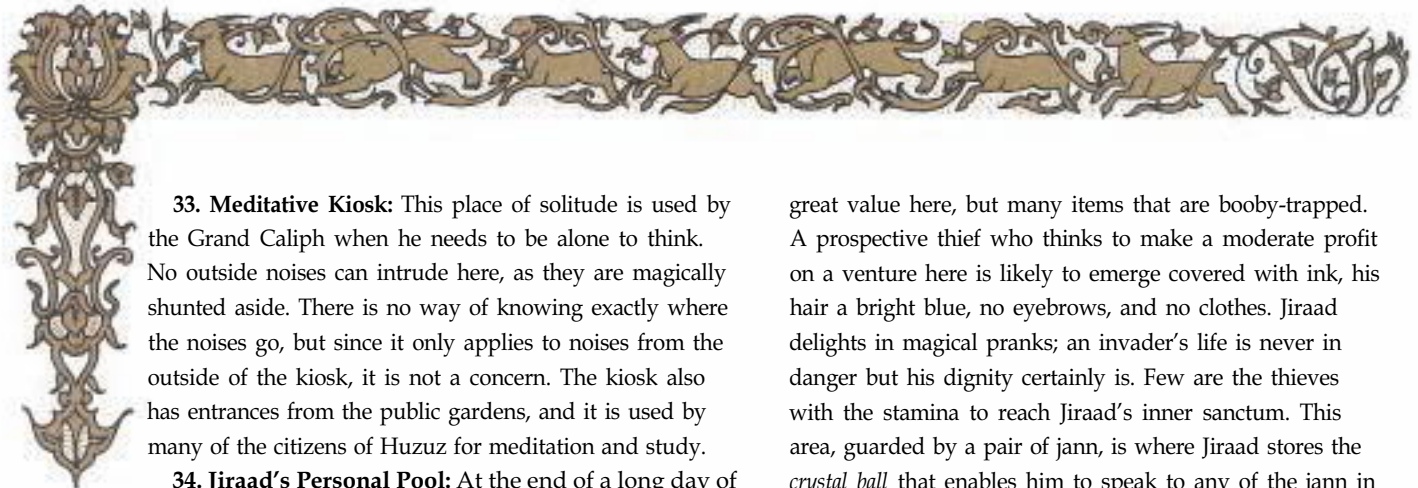 33. Meditative Kiosk: This place of solitude is used by
the Grand Caliph when he needs to be alone to think.
No outside noises can intrude here, as they are magically
shunted aside. There is no way of knowing exactly where
the noises go, but since it only applies to noises from the
outside of the kiosk, it is not a concern. The kiosk also
has entrances from the public gardens, and it is used by
many of the citizens of Huzuz for meditation and study.
34. Jiraad's Personal Pool: At the end of a long day of
great value here, but many items that are booby-trapped.
A prospective thief who thinks to make a moderate profit
on a venture here is likely to emerge covered with ink, his
hair a bright blue, no eyebrows, and no clothes. Jiraad
delights in magical pranks; an invader's life is never in
danger but his dignity certainly is. Few are the thieves
with the stamina to reach Jiraad's inner sanctum. This
area, guarded by a pair of jann, is where Jiraad stores the
crystal ball that enables him to speak to any of the jann in